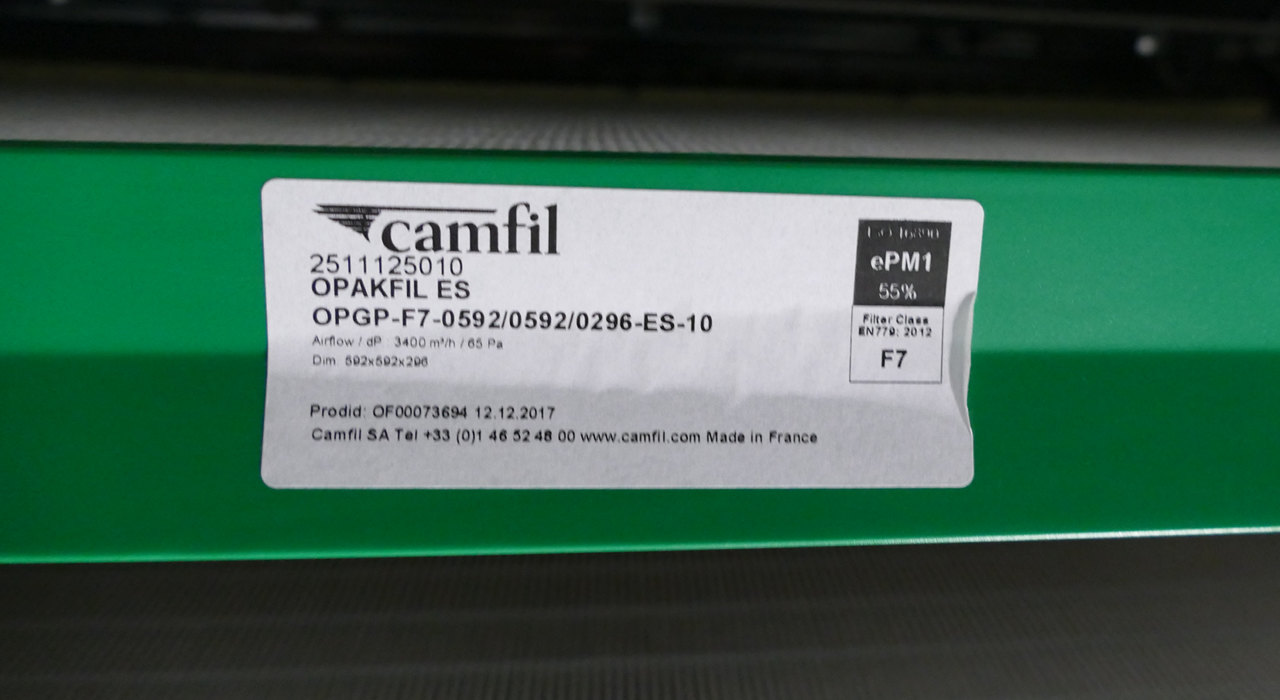 camfil
2511125010
OPAKFIL ES
OPGP-F7-0592/0592/0296-ES-10
Airflow / dP : 3400 m³/h / 65 Pa
Dim: 592x592x296
Prodid: OF00073694 12.12.2017
Camfil SA Tel +33 (0)1 46 52 48 00 www.camfil.com Made in France
ISO 16890
ePM1
55%
Filter Class
EN779: 2012
F7